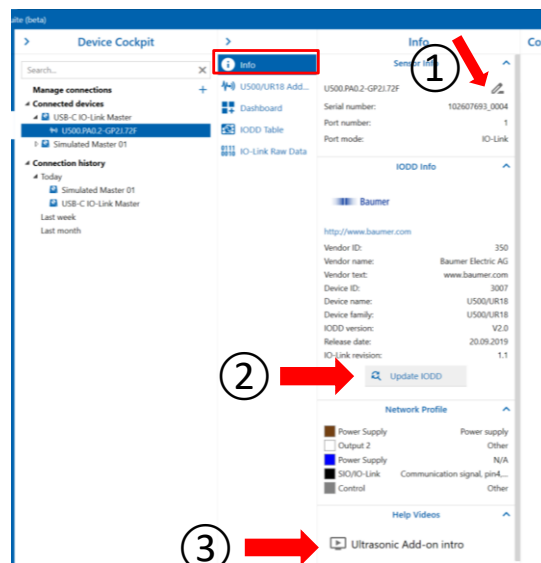 uite (beta)
Device Cockpit
Search...
Manage connections
Connected devices
USB-C IO-Link Master
U500.PA0.2-GP2J.72F
Simulated Master 01
Connection history
Today
Simulated Master 01
USB-C IO-Link Master
Last week
Last month
Info
U500/UR18 Add...
Dashboard
IODD Table
IO-Link Raw Data
Info
Co
1
Sensor Info
U500.PA0.2-GP2J.72F
Serial number: 102607693_0004
Port number: 1
Port mode: IO-Link
IODD Info
Baumer
http://www.baumer.com
Vendor ID: 350
Vendor name: Baumer Electric AG
Vendor text: www.baumer.com
Device ID: 3007
Device name: U500/UR18
Device family: U500/UR18
IODD version: V2.0
Release date: 20.09.2019
IO-Link revision: 1.1
2
Update IODD
Network Profile
Power Supply Power supply
Output 2 Other
Power Supply N/A
SIO/IO-Link Communication signal, pin4,...
Control Other
Help Videos
3
Ultrasonic Add-on intro